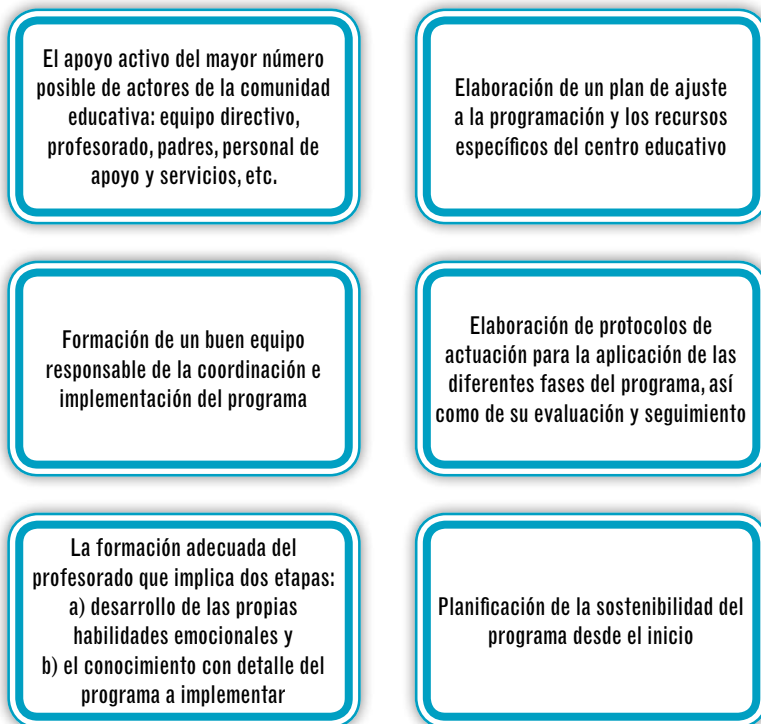 El apoyo activo del mayor número
posible de actores de la comunidad
educativa: equipo directivo,
profesorado, padres, personal de
apoyo y servicios, etc.
Elaboración de un plan de ajuste
a la programación y los recursos
específicos del centro educativo
Formación de un buen equipo
responsable de la coordinación e
implementación del programa
Elaboración de protocolos de
actuación para la aplicación de las
diferentes fases del programa, así
como de su evaluación y seguimiento
La formación adecuada del
profesorado que implica dos etapas:
a) desarrollo de las propias
habilidades emocionales y
b) el conocimiento con detalle del
programa a implementar
Planificación de la sostenibilidad del
programa desde el inicio